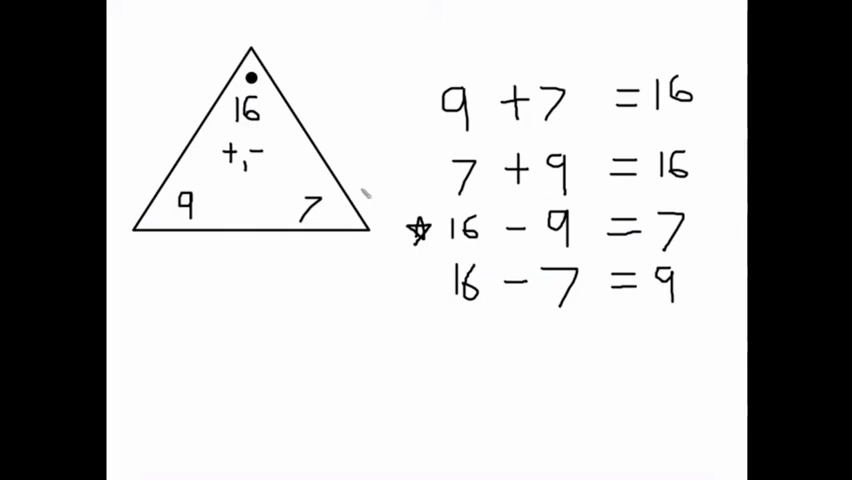 16
+,-
9 7
9 + 7 = 16
7 + 9 = 16
☆ 16 - 9 = 7
16 - 7 = 9